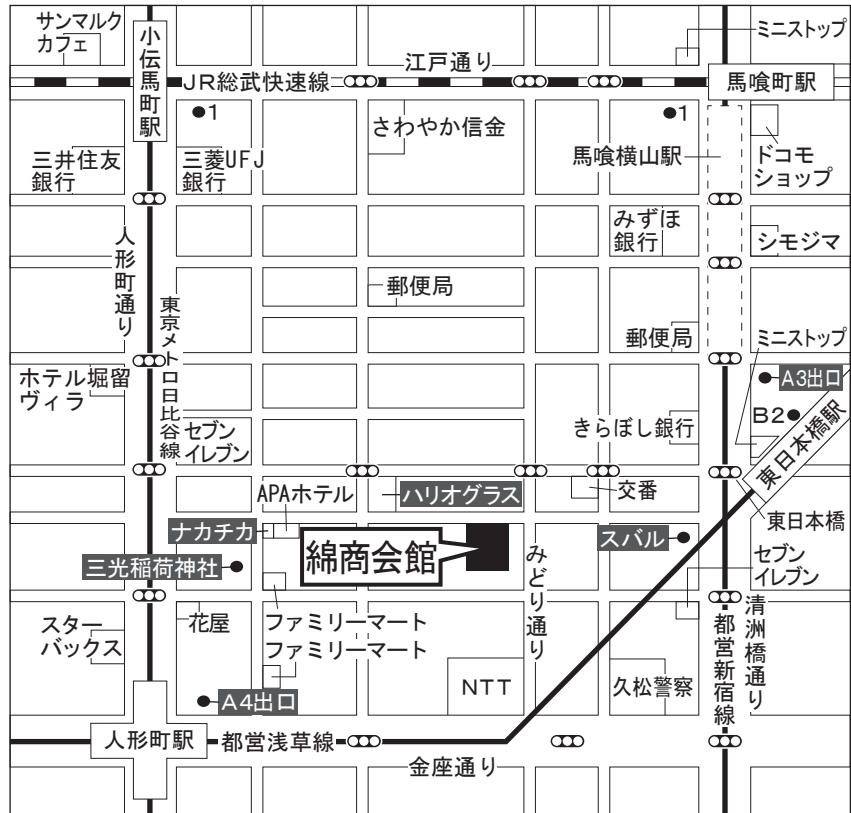 サンマルク
カフェ
小伝馬町駅
JR総武快速線
江戸通り
ミニストップ
馬喰町駅
●1
さわやか信金
●1
三井住友
銀行
三菱UFJ
銀行
馬喰横山駅
ドコモ
ショップ
人形町通り
みずほ
銀行
シモジマ
東京メトロ日比谷線
郵便局
郵便局
ミニストップ
ホテル堀留
ヴィラ
A3出口
B2●
セブン
イレブン
きらぼし銀行
東日本橋駅
APAホテル
ハリオグラス
交番
東日本橋
ナカチカ
綿商会館
スバル
三光稲荷神社
みどり通り
セブン
イレブン
スター
バックス
花屋
ファミリーマート
ファミリーマート
清洲橋通り
都営新宿線
A4出口
NTT
久松警察
人形町駅
都営浅草線
金座通り